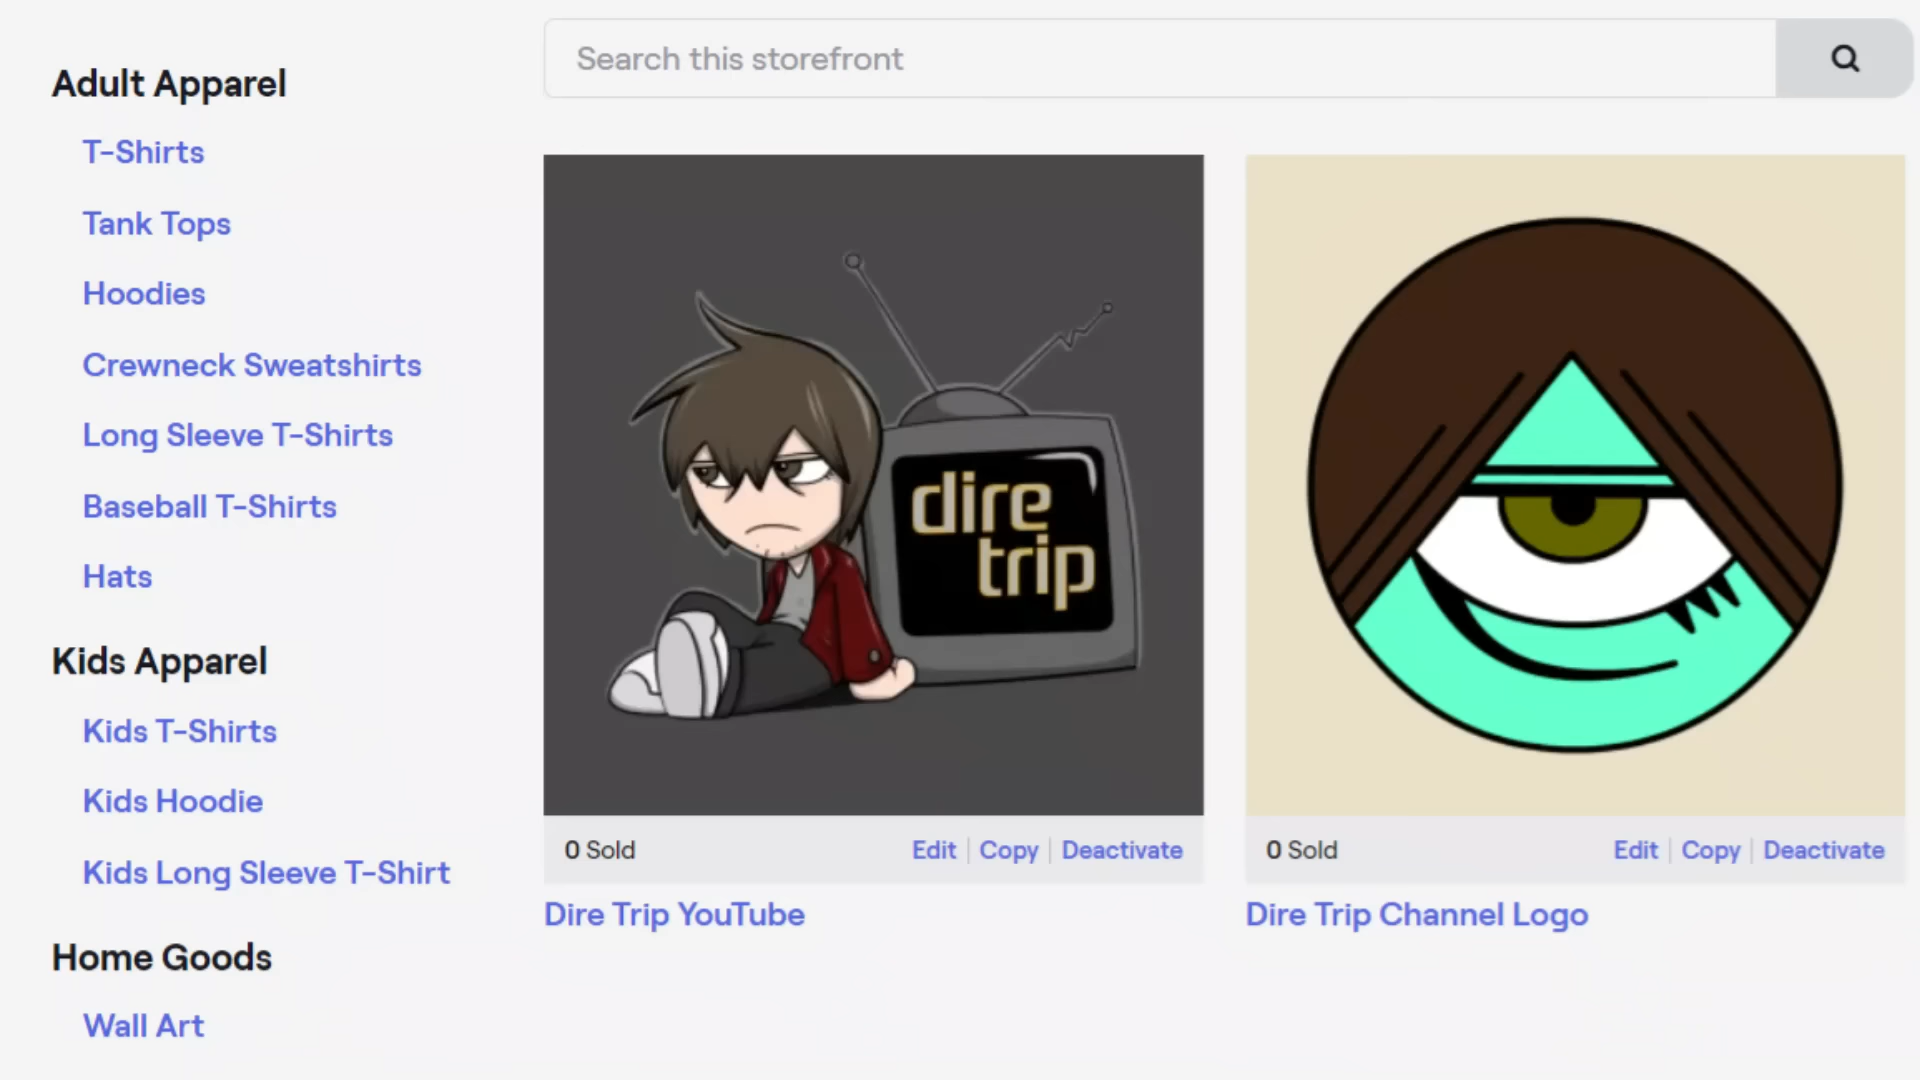 Adult Apparel
T-Shirts
Tank Tops
Hoodies
Crewneck Sweatshirts
Long Sleeve T-Shirts
Baseball T-Shirts
Hats
Kids Apparel
Kids T-Shirts
Kids Hoodie
Kids Long Sleeve T-Shirt
Home Goods
Wall Art
Search this storefront
dire
trip
0 Sold Edit | Copy | Deactivate
Dire Trip YouTube
0 Sold Edit | Copy | Deactivate
Dire Trip Channel Logo